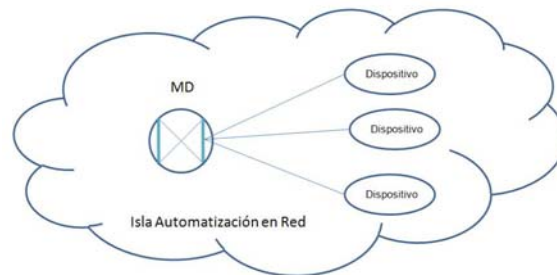 MD
Dispositivo
Dispositivo
Dispositivo
Isla Automatización en Red